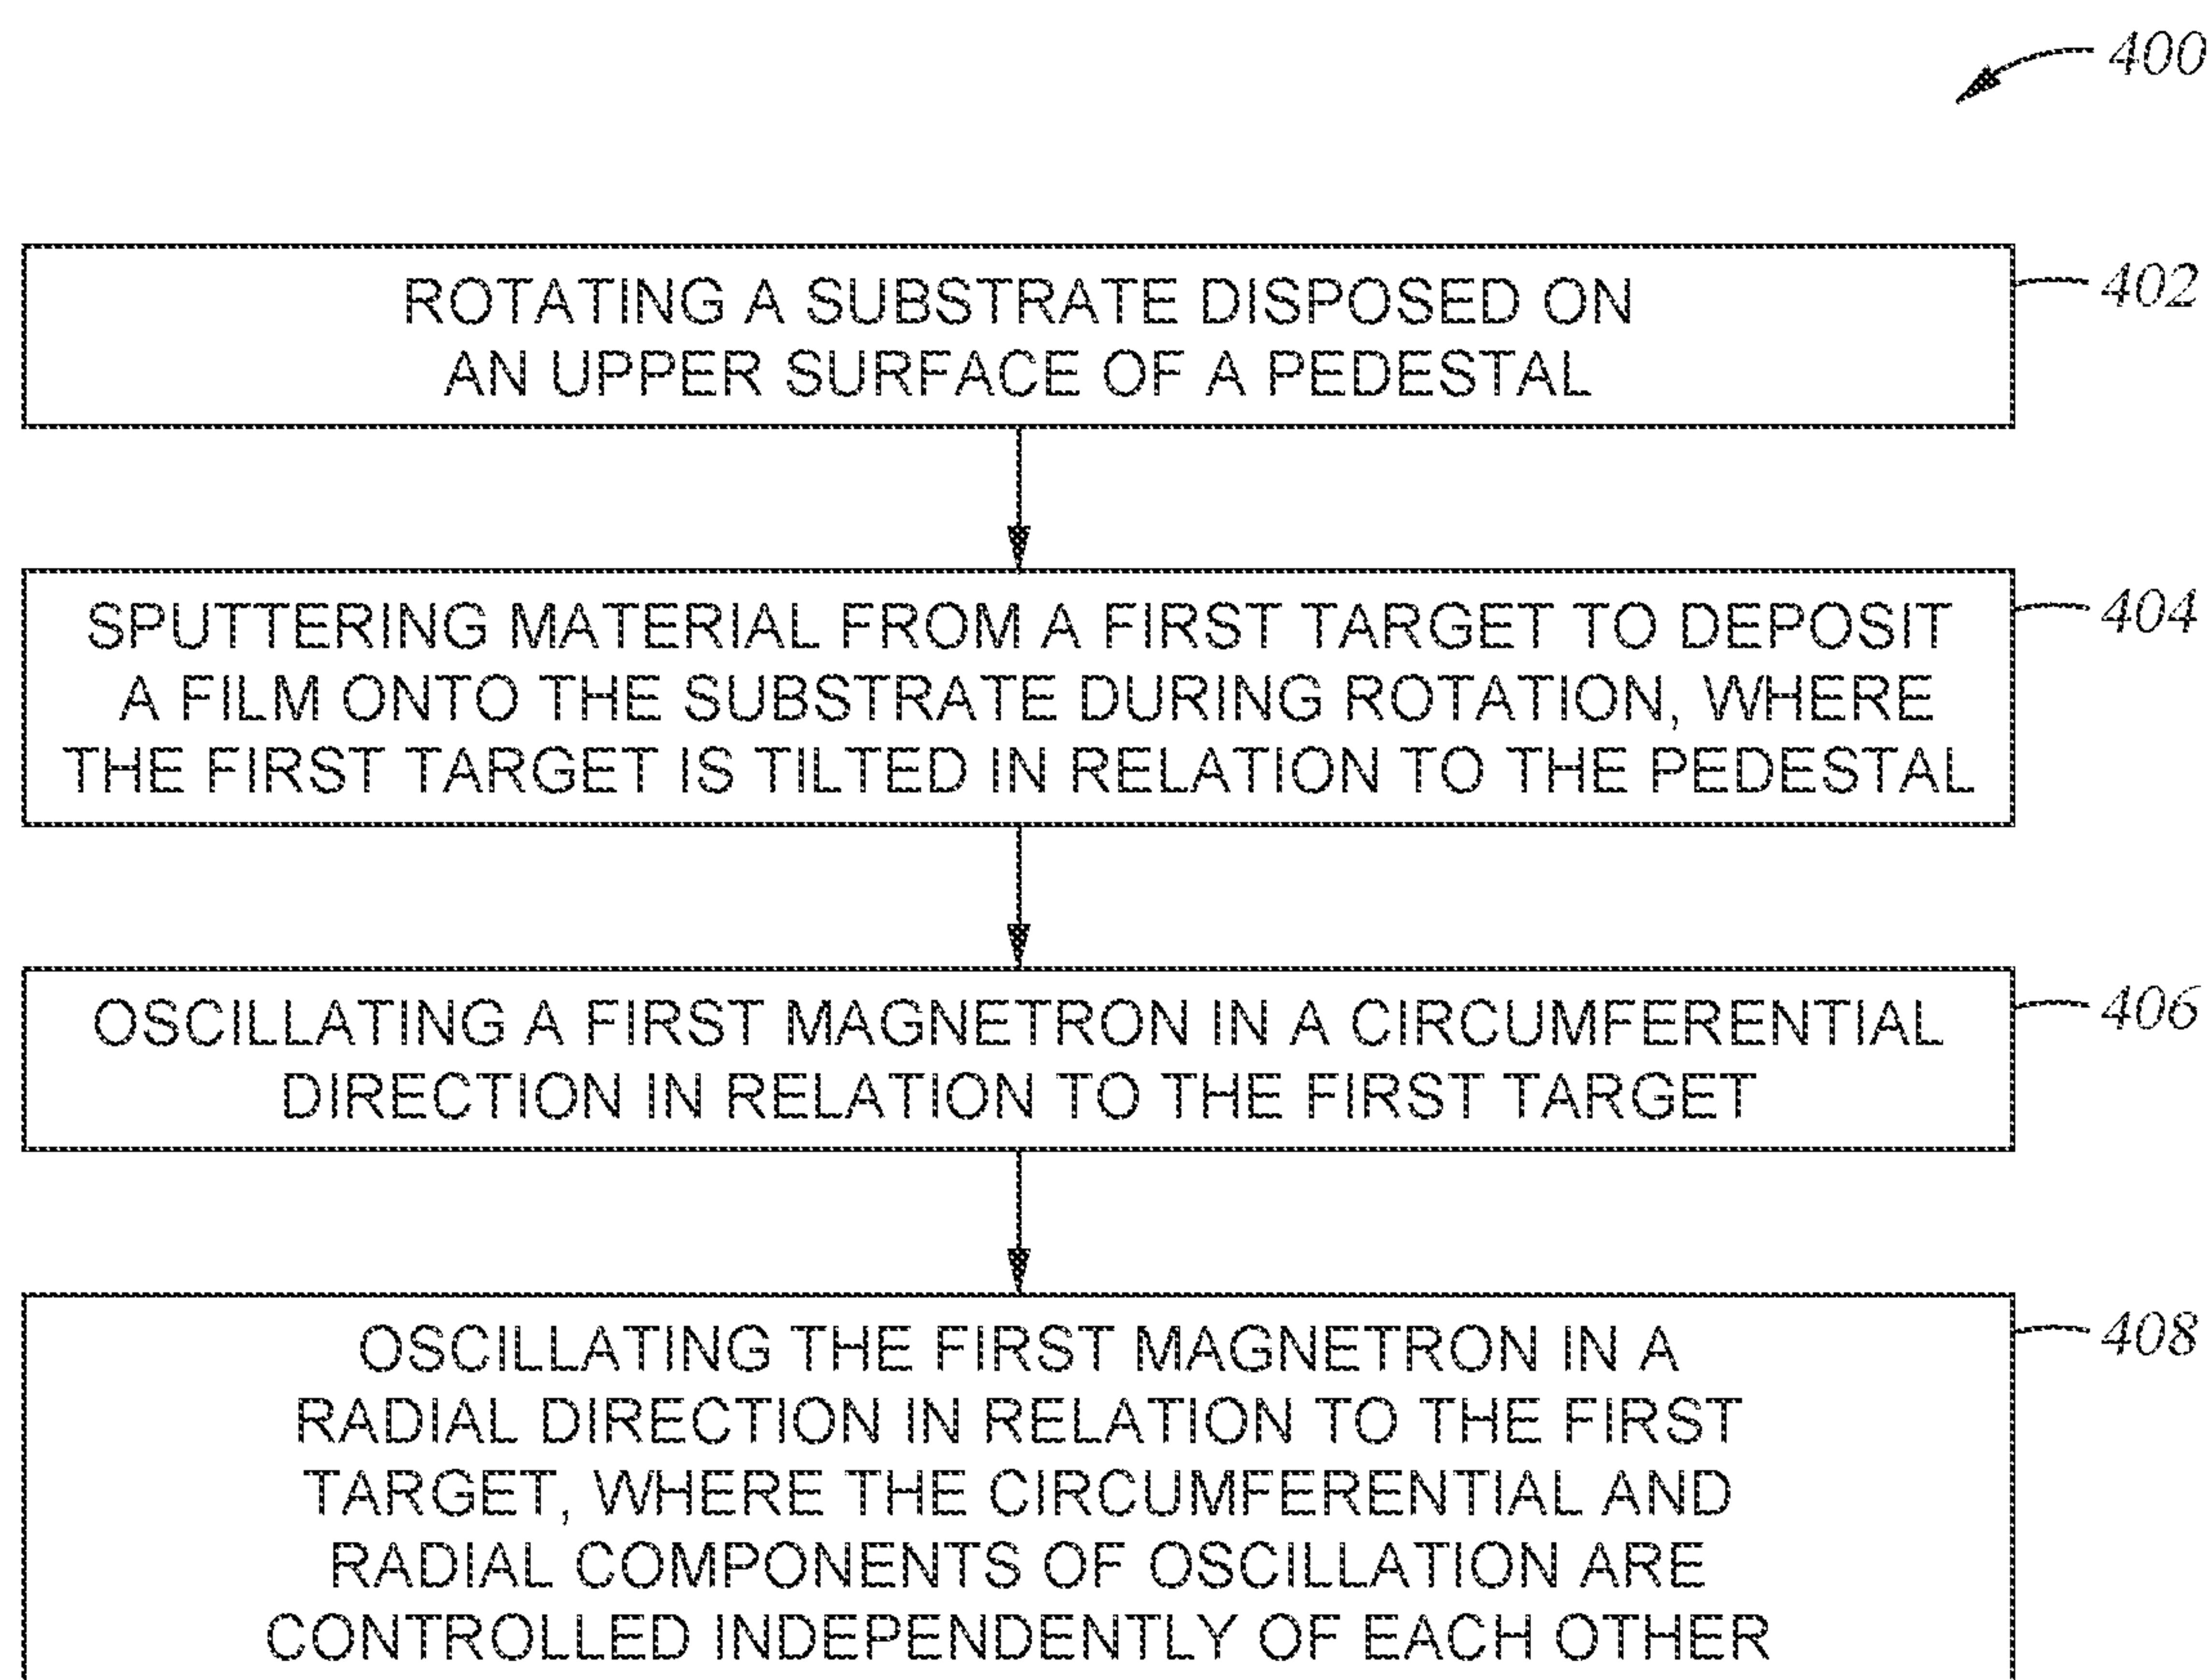 400
ROTATING A SUBSTRATE DISPOSED ON
AN UPPER SURFACE OF A PEDESTAL
402
SPUTTERING MATERIAL FROM A FIRST TARGET TO DEPOSIT
A FILM ONTO THE SUBSTRATE DURING ROTATION, WHERE
THE FIRST TARGET IS TILTED IN RELATION TO THE PEDESTAL
404
OSCILLATING A FIRST MAGNETRON IN A CIRCUMFERENTIAL
DIRECTION IN RELATION TO THE FIRST TARGET
406
OSCILLATING THE FIRST MAGNETRON IN A
RADIAL DIRECTION IN RELATION TO THE FIRST
TARGET, WHERE THE CIRCUMFERENTIAL AND
RADIAL COMPONENTS OF OSCILLATION ARE
CONTROLLED INDEPENDENTLY OF EACH OTHER
408